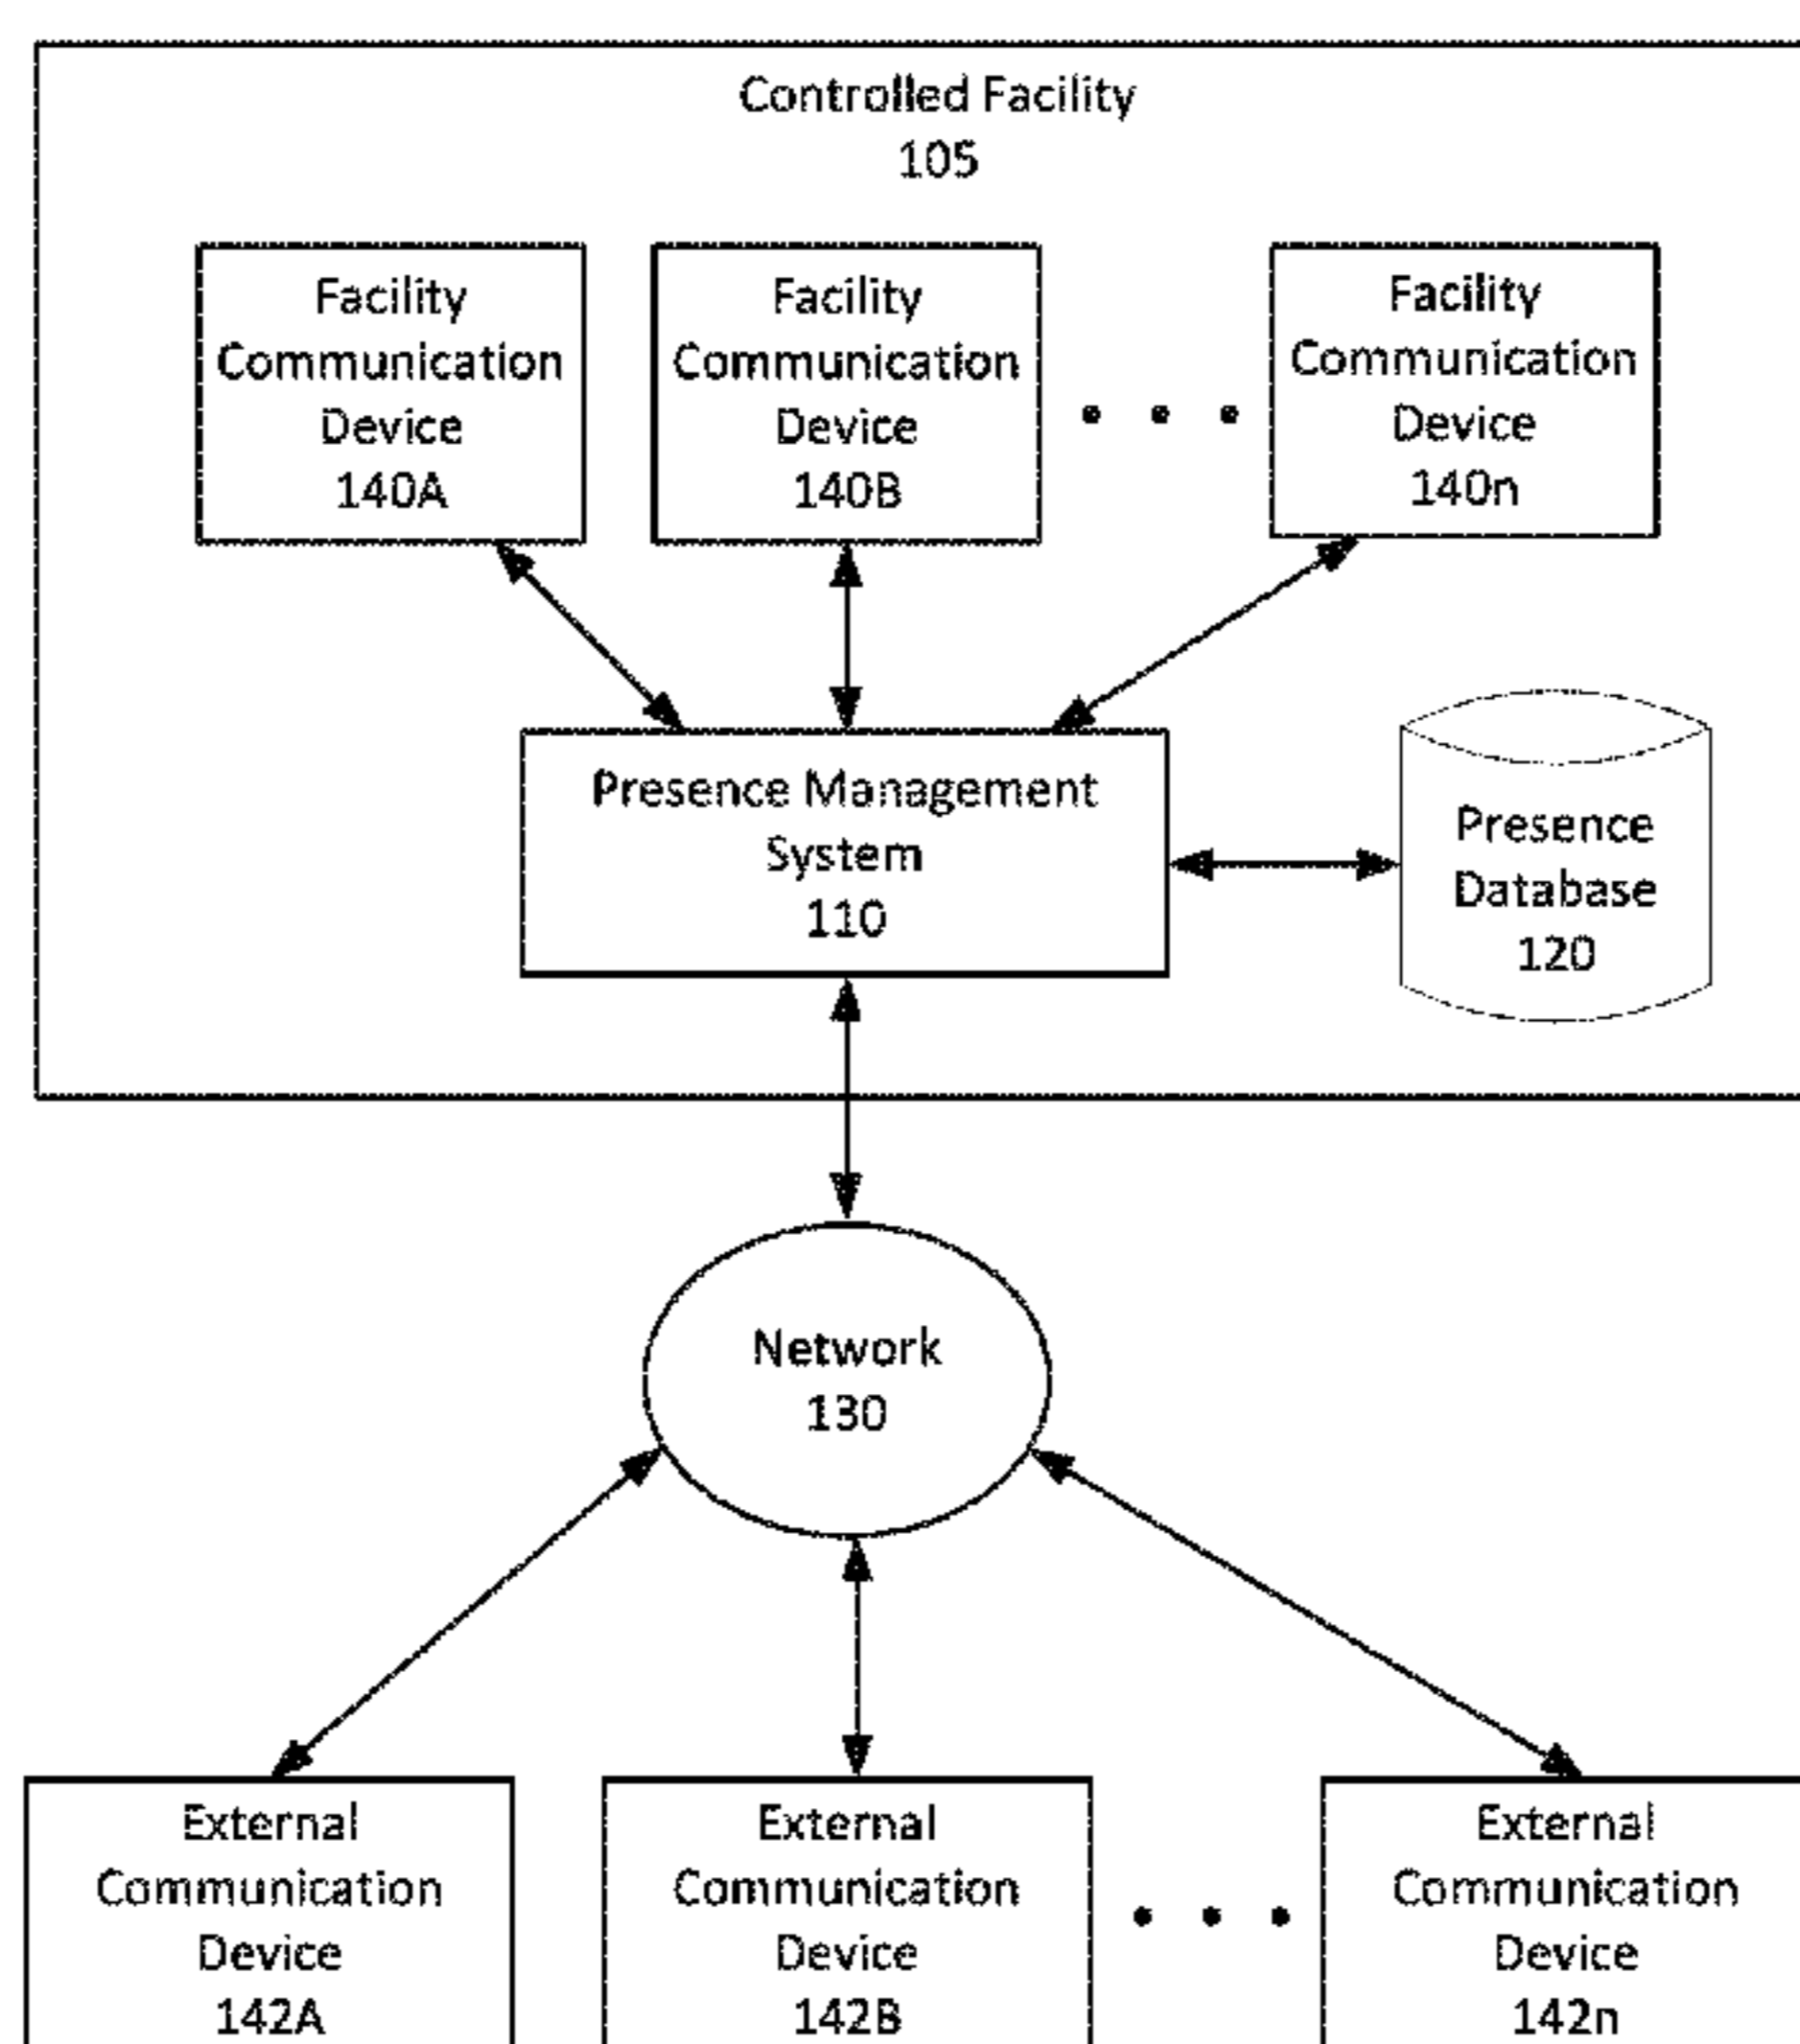 Controlled Facility
105
Facility
Communication
Device
140A
Facility
Communication
Device
140B
Facility
Communication
Device
140n
Presence Management
System
110
Presence
Database
120
Network
130
External
Communication
Device
142A
External
Communication
Device
142B
External
Communication
Device
142n